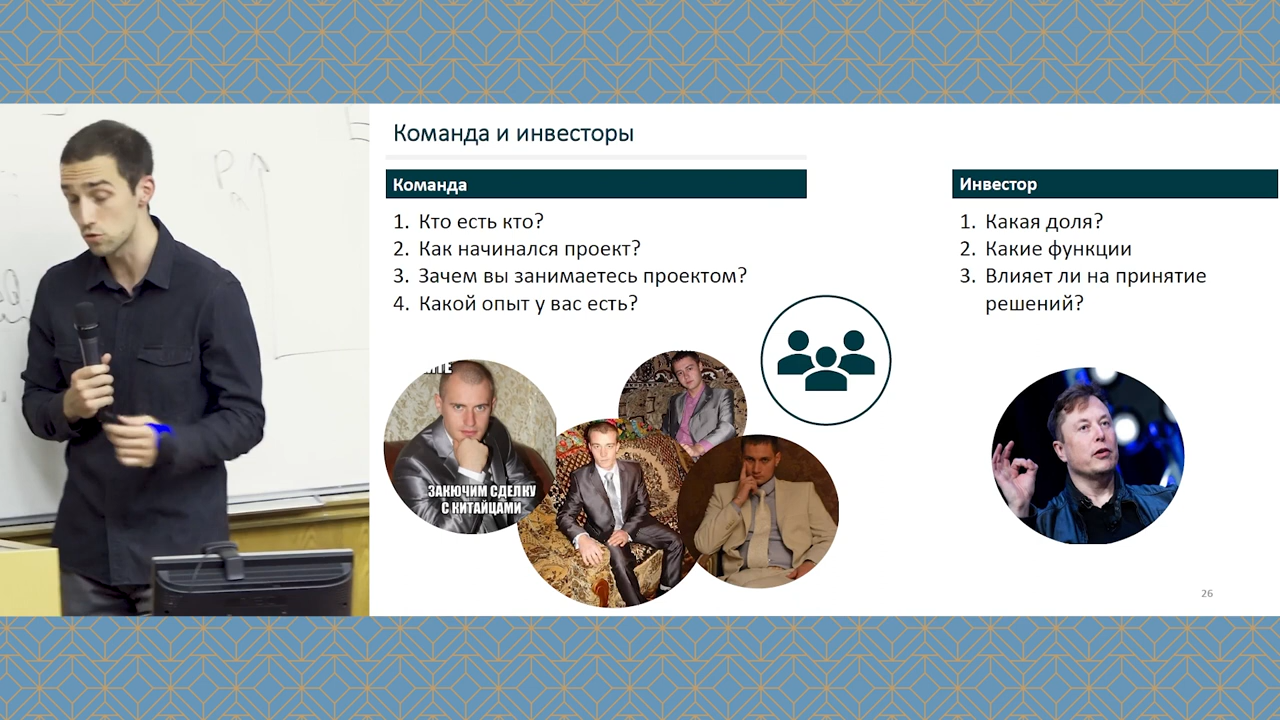 Команда и инвесторы
Команда
1. Кто есть кто?
2. Как начинался проект?
3. Зачем вы занимаетесь проектом?
4. Какой опыт у вас есть?
Инвестор
1. Какая доля?
2. Какие функции
3. Влияет ли на принятие
решений?
ЗАКЮЧИМ СДЕЛКУ
С КИТАЙЦАМИ
26